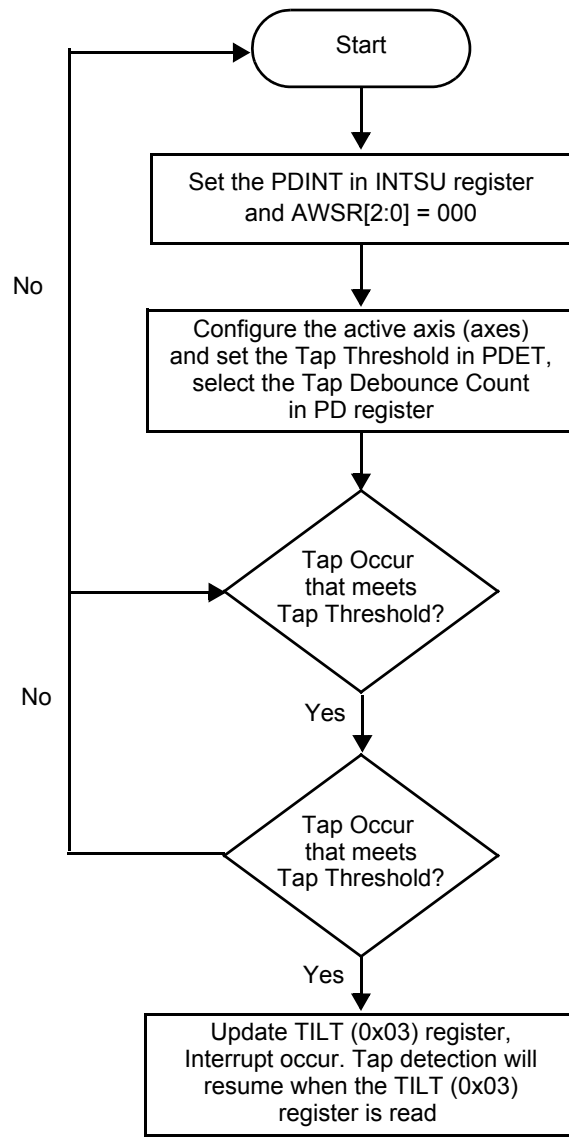 Start
Set the PDINT in INTSU register
and AWSR[2:0] = 000
No
Configure the active axis (axes)
and set the Tap Threshold in PDET,
select the Tap Debounce Count
in PD register
Tap Occur
that meets
Tap Threshold?
No
Yes
Tap Occur
that meets
Tap Threshold?
Yes
Update TILT (0x03) register,
Interrupt occur. Tap detection will
resume when the TILT (0x03)
register is read